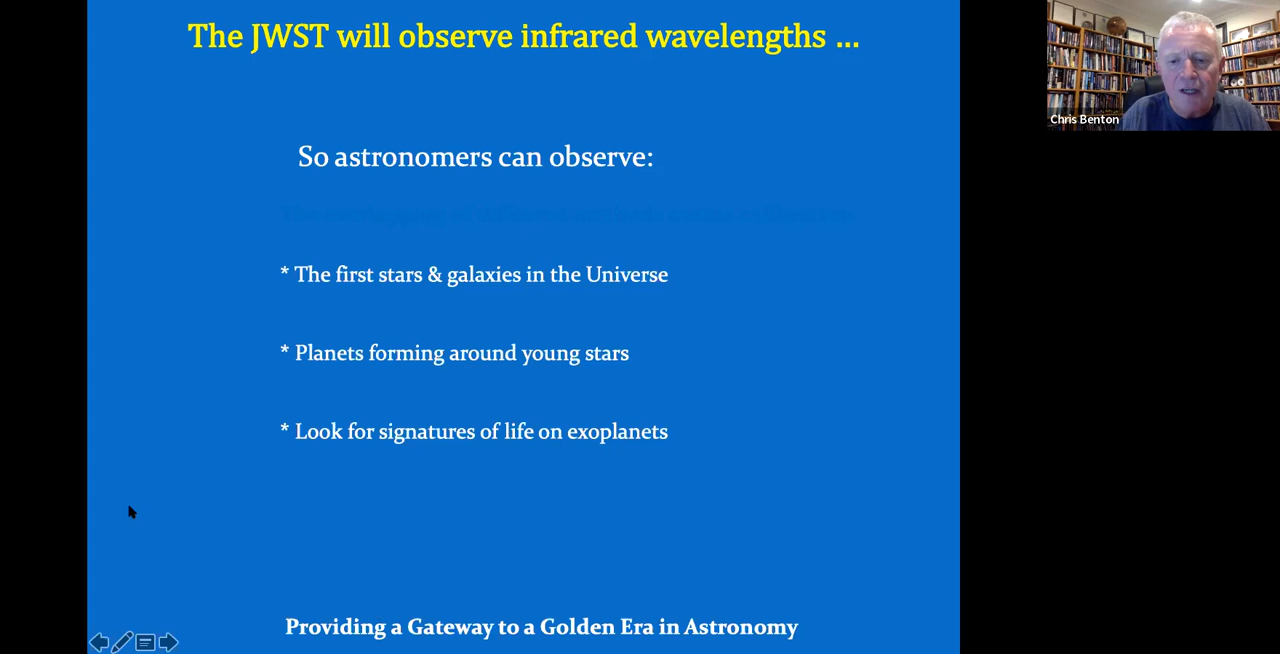 The JWST will observe infrared wavelengths ...
So astronomers can observe:
* The first stars & galaxies in the Universe
* Planets forming around young stars
* Look for signatures of life on exoplanets
Providing a Gateway to a Golden Era in Astronomy
Chris Benton